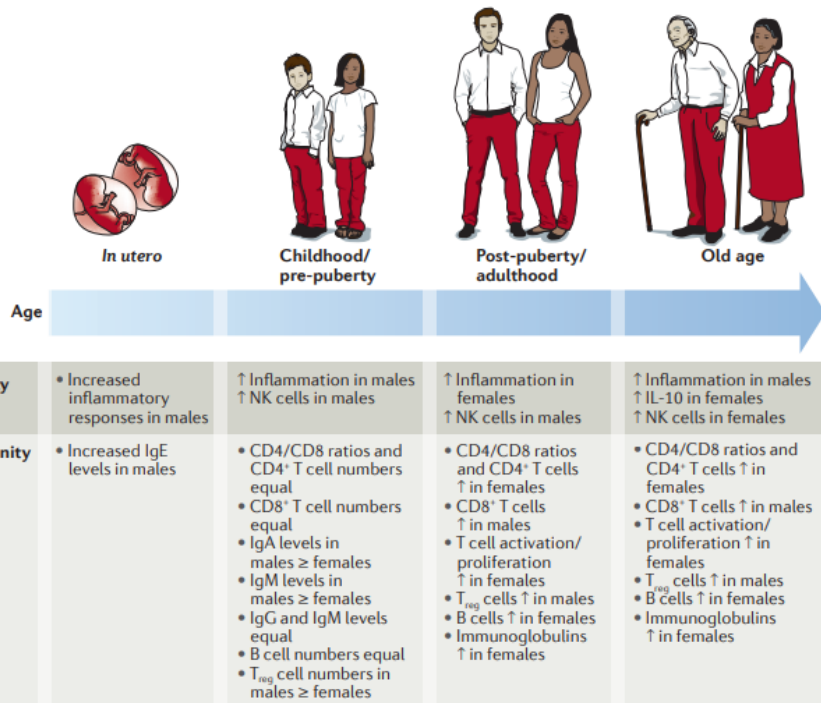 In utero
Childhood/
pre-puberty
Post-puberty/
adulthood
Old age
Age
y
• Increased
inflammatory
responses in males
↑ Inflammation in males
↑ NK cells in males
↑ Inflammation in
females
↑ NK cells in males
↑ Inflammation in males
↑ IL-10 in females
↑ NK cells in females
nity
• Increased IgE
levels in males
• CD4/CD8 ratios and
CD4⁺ T cell numbers
equal
• CD8⁺ T cell numbers
equal
• IgA levels in
males ≥ females
• IgM levels in
males ≥ females
• IgG and IgM levels
equal
• B cell numbers equal
• Treg cell numbers in
males ≥ females
• CD4/CD8 ratios
and CD4⁺ T cells
↑ in females
• CD8⁺ T cells
↑ in males
• T cell activation/
proliferation
↑ in females
• Treg cells ↑ in males
• B cells ↑ in females
• Immunoglobulins
↑ in females
• CD4/CD8 ratios and
CD4⁺ T cells ↑ in
females
• CD8⁺ T cells ↑ in males
• T cell activation/
proliferation ↑ in
females
• Treg cells ↑ in males
• B cells ↑ in females
• Immunoglobulins
↑ in females